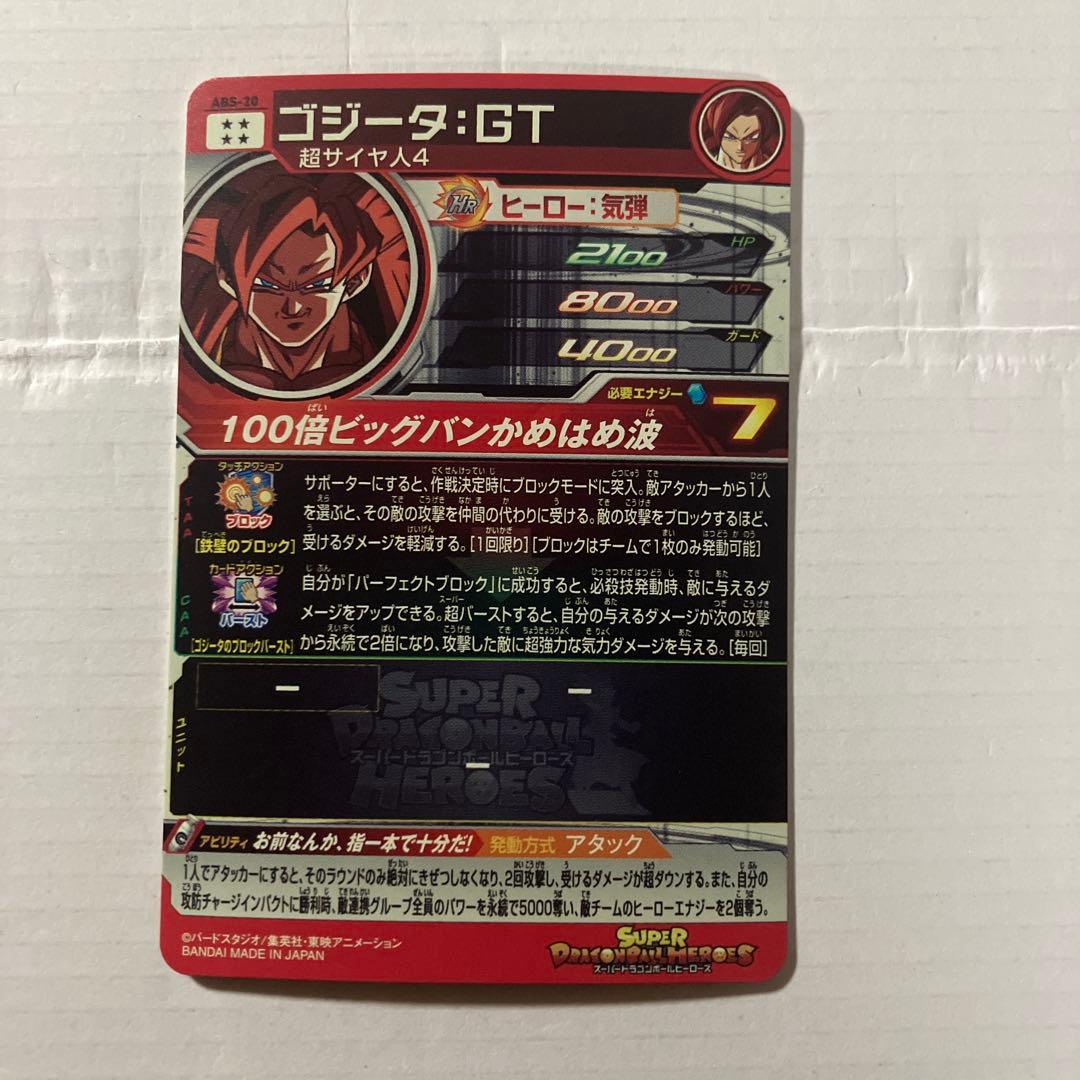 ABS-20
ゴジータ:GT
超サイヤ人4
HR ヒーロー:気弾
2100 HP
8000 パワー
4000 ガード
必要エナジー 7
100倍ビッグバンかめはめ波
タッチアクション
ブロック
[鉄壁のブロック]
サポーターにすると、作戦決定時にブロックモードに突入。敵アタッカーから1人
を選ぶと、その敵の攻撃を仲間の代わりに受ける。敵の攻撃をブロックするほど、
受けるダメージを軽減する。[1回限り][ブロックはチームで1枚のみ発動可能]
TAA
カードアクション
バースト
[ゴジータのブロックバースト]
自分が「パーフェクトブロック」に成功すると、必殺技発動時、敵に与えるダ
メージをアップできる。超バーストすると、自分の与えるダメージが次の攻撃
から永続で2倍になり、攻撃した敵に超強力な気力ダメージを与える。[毎回]
CAA
ユニット
ー
ー
ー
SUPER
DRAGONBALL
スーパードラゴンボールヒーローズ
HEROES
アビリティ お前なんか、指一本で十分だ! 発動方式 アタック
1人でアタッカーにすると、そのラウンドのみ絶対にきぜつしなくなり、2回攻撃し、受けるダメージが超ダウンする。また、自分の
攻防チャージインパクトに勝利時、敵連携グループ全員のパワーを永続で5000奪い、敵チームのヒーローエナジーを2個奪う。
©バードスタジオ/集英社・東映アニメーション
BANDAI MADE IN JAPAN
SUPER
DRAGONBALL HEROES
スーパードラゴンボールヒーローズ